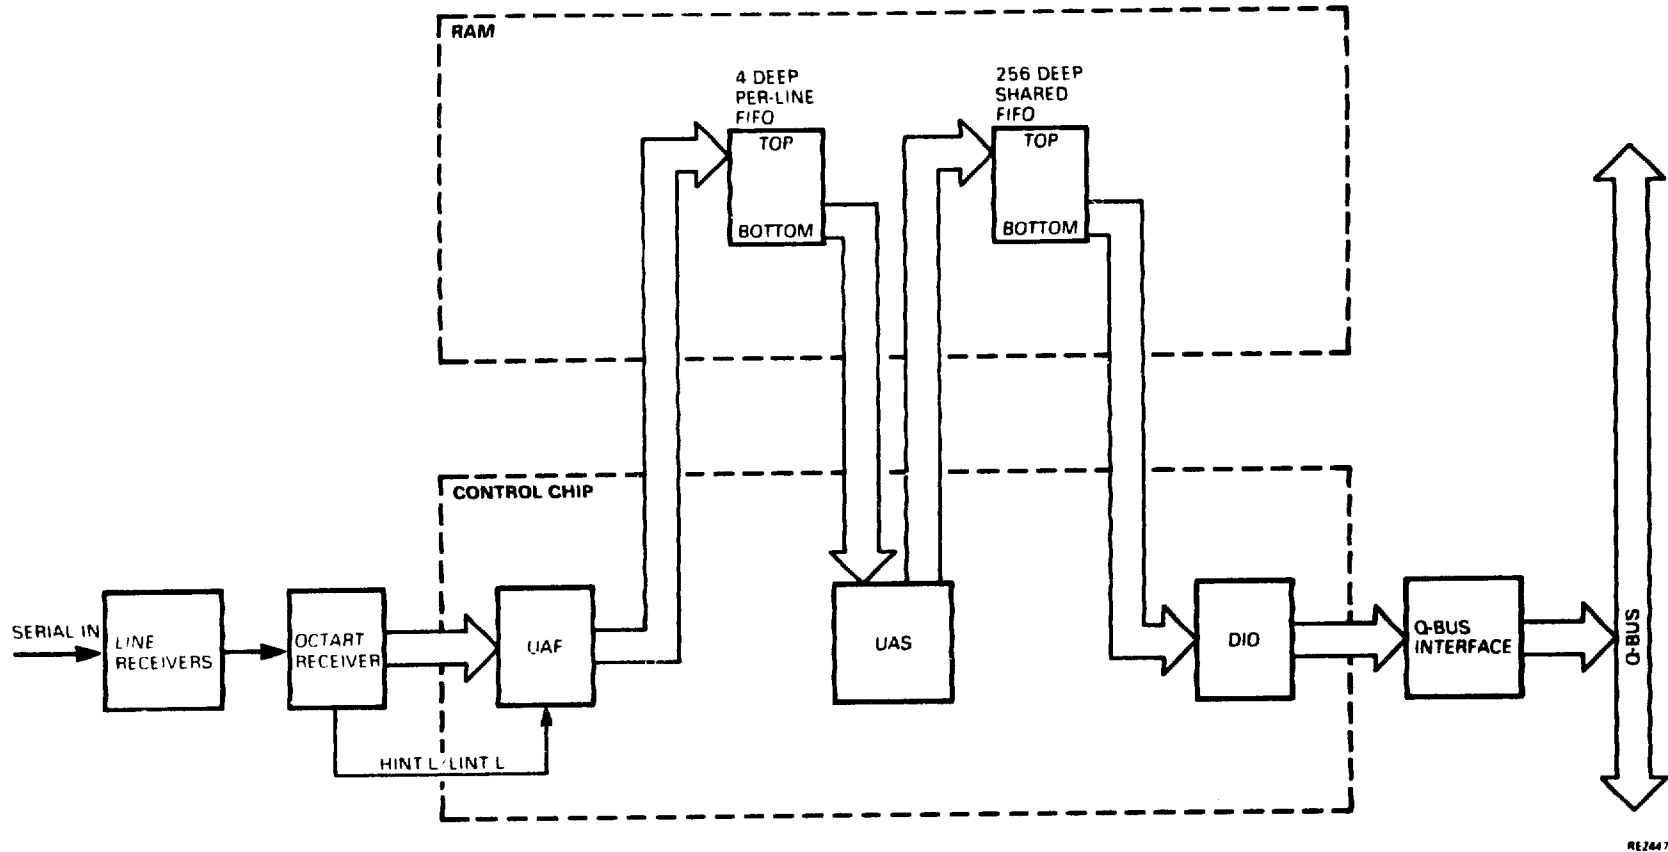 RAM
4 DEEP
PER-LINE
FIFO
TOP
BOTTOM
256 DEEP
SHARED
FIFO
TOP
BOTTOM
CONTROL CHIP
SERIAL IN
LINE
RECEIVERS
OCTART
RECEIVER
UAF
UAS
DIO
Q-BUS
INTERFACE
Q-BUS
HINT L/LINT L
RE2447